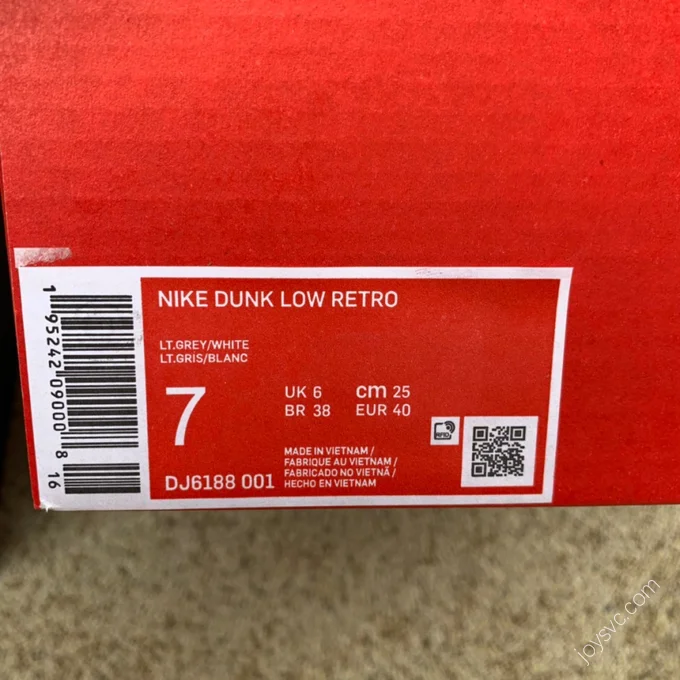 NIKE DUNK LOW RETRO
LT.GREY/WHITE
LT.GRIS/BLANC
7
UK 6 cm 25
BR 38 EUR 40
RFID
MADE IN VIETNAM /
FABRIQUE AU VIETNAM /
FABRICADO NO VIETNÃ /
HECHO EN VIETNAM
DJ6188 001
1 95242 09000 8 16
joysvc.com